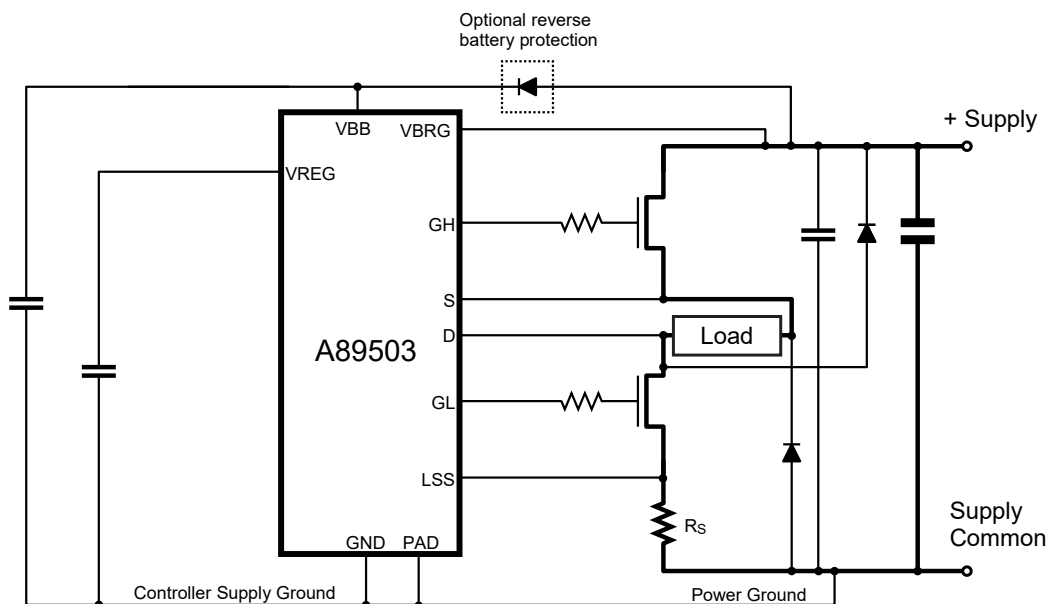 Optional reverse
battery protection
VBB
VBRG
+ Supply
VREG
GH
S
D
Load
A89503
GL
LSS
RS
Supply
Common
GND
PAD
Controller Supply Ground
Power Ground